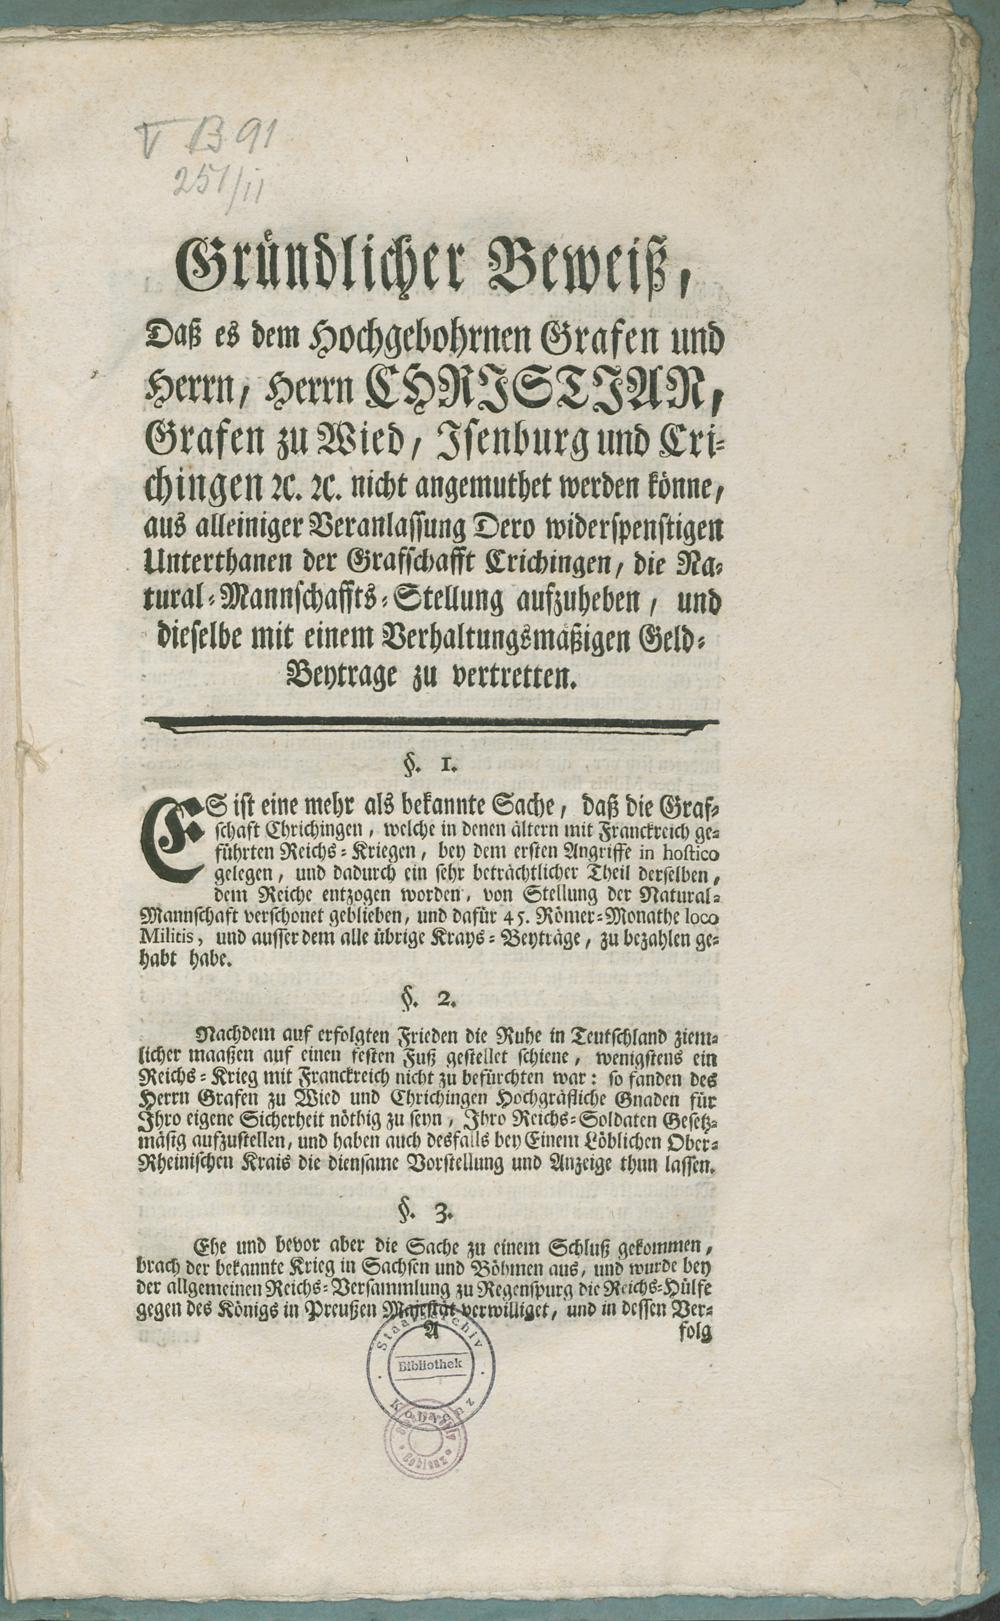 V B 91
251/II
Gründlicher Beweiß,
Daß es dem Hochgebohrnen Grafen und
Herrn, Herrn CHRISTIAN,
Grafen zu Wied, Isenburg und Cri-
chingen ꝛc. ꝛc. nicht angemuthet werden könne,
aus alleiniger Veranlassung Dero widerspenstigen
Unterthanen der Grafschafft Crichingen, die Na-
tural-Mannschaffts-Stellung aufzuheben, und
dieselbe mit einem Verhaltungsmäßigen Geld-
Beytrage zu vertretten.
§. 1.
ES ist eine mehr als bekannte Sache, daß die Graf-
schaft Chrichingen, welche in denen ältern mit Franckreich ge-
führten Reichs-Kriegen, bey dem ersten Angriffe in hostico
gelegen, und dadurch ein sehr beträchtlicher Theil derselben,
dem Reiche entzogen worden, von Stellung der Natural-
Mannschaft verschonet geblieben, und dafür 45. Römer-Monathe loco
Militis, und ausser dem alle übrige Krays-Beyträge, zu bezahlen ge-
habt habe.
§. 2.
Nachdem auf erfolgten Frieden die Ruhe in Teutschland ziem-
licher maaßen auf einen festen Fuß gestellet schiene, wenigstens ein
Reichs-Krieg mit Franckreich nicht zu befürchten war: so fanden des
Herrn Grafen zu Wied und Chrichingen Hochgräfliche Gnaden für
Ihro eigene Sicherheit nöthig zu seyn, Ihro Reichs-Soldaten Gesetz-
mäsig aufzustellen, und haben auch desfalls bey Einem Löblichen Ober-
Rheinischen Krais die diensame Vorstellung und Anzeige thun lassen.
§. 3.
Ehe und bevor aber die Sache zu einem Schluß gekommen,
brach der bekannte Krieg in Sachsen und Böhmen aus, und wurde bey
der allgemeinen Reichs-Versammlung zu Regenspurg die Reichs-Hülfe
gegen des Königs in Preußen Majestät verwilliget, und in dessen Ver-
A
folg
Staatsarchiv
Bibliothek
Koblenz
Staatsarchiv
Coblenz